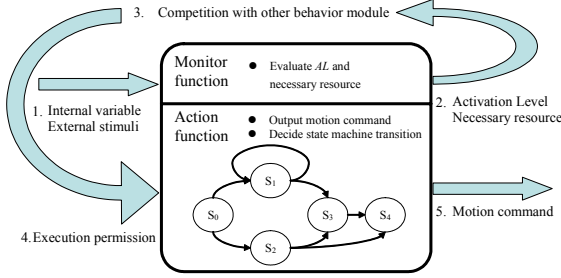 3. Competition with other behavior module
Monitor
function
● Evaluate AL and
necessary resource
1. Internal variable
External stimuli
2. Activation Level
Necessary resource
Action
function
● Output motion command
● Decide state machine transition
S1
S0
S3
S4
S2
4.Execution permission
5. Motion command